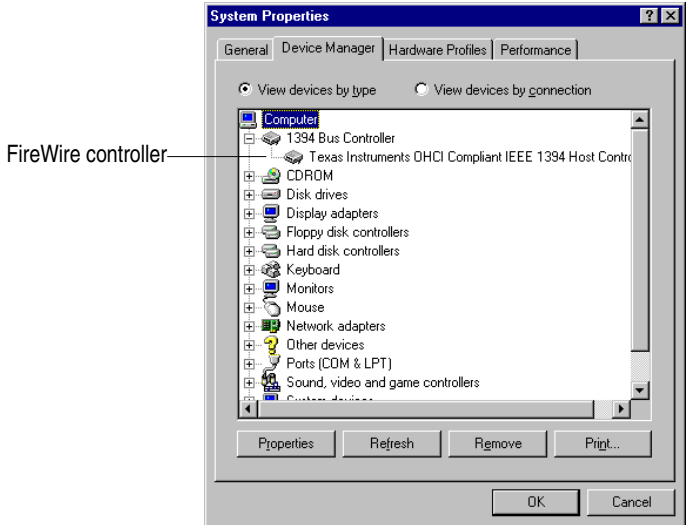 System Properties
General Device Manager Hardware Profiles Performance
View devices by type View devices by connection
Computer
1394 Bus Controller
FireWire controller
Texas Instruments OHCI Compliant IEEE 1394 Host Contro
CDROM
Disk drives
Display adapters
Floppy disk controllers
Hard disk controllers
Keyboard
Monitors
Mouse
Network adapters
Other devices
Ports (COM & LPT)
Sound, video and game controllers
System devices
Properties Refresh Remove Print...
OK Cancel